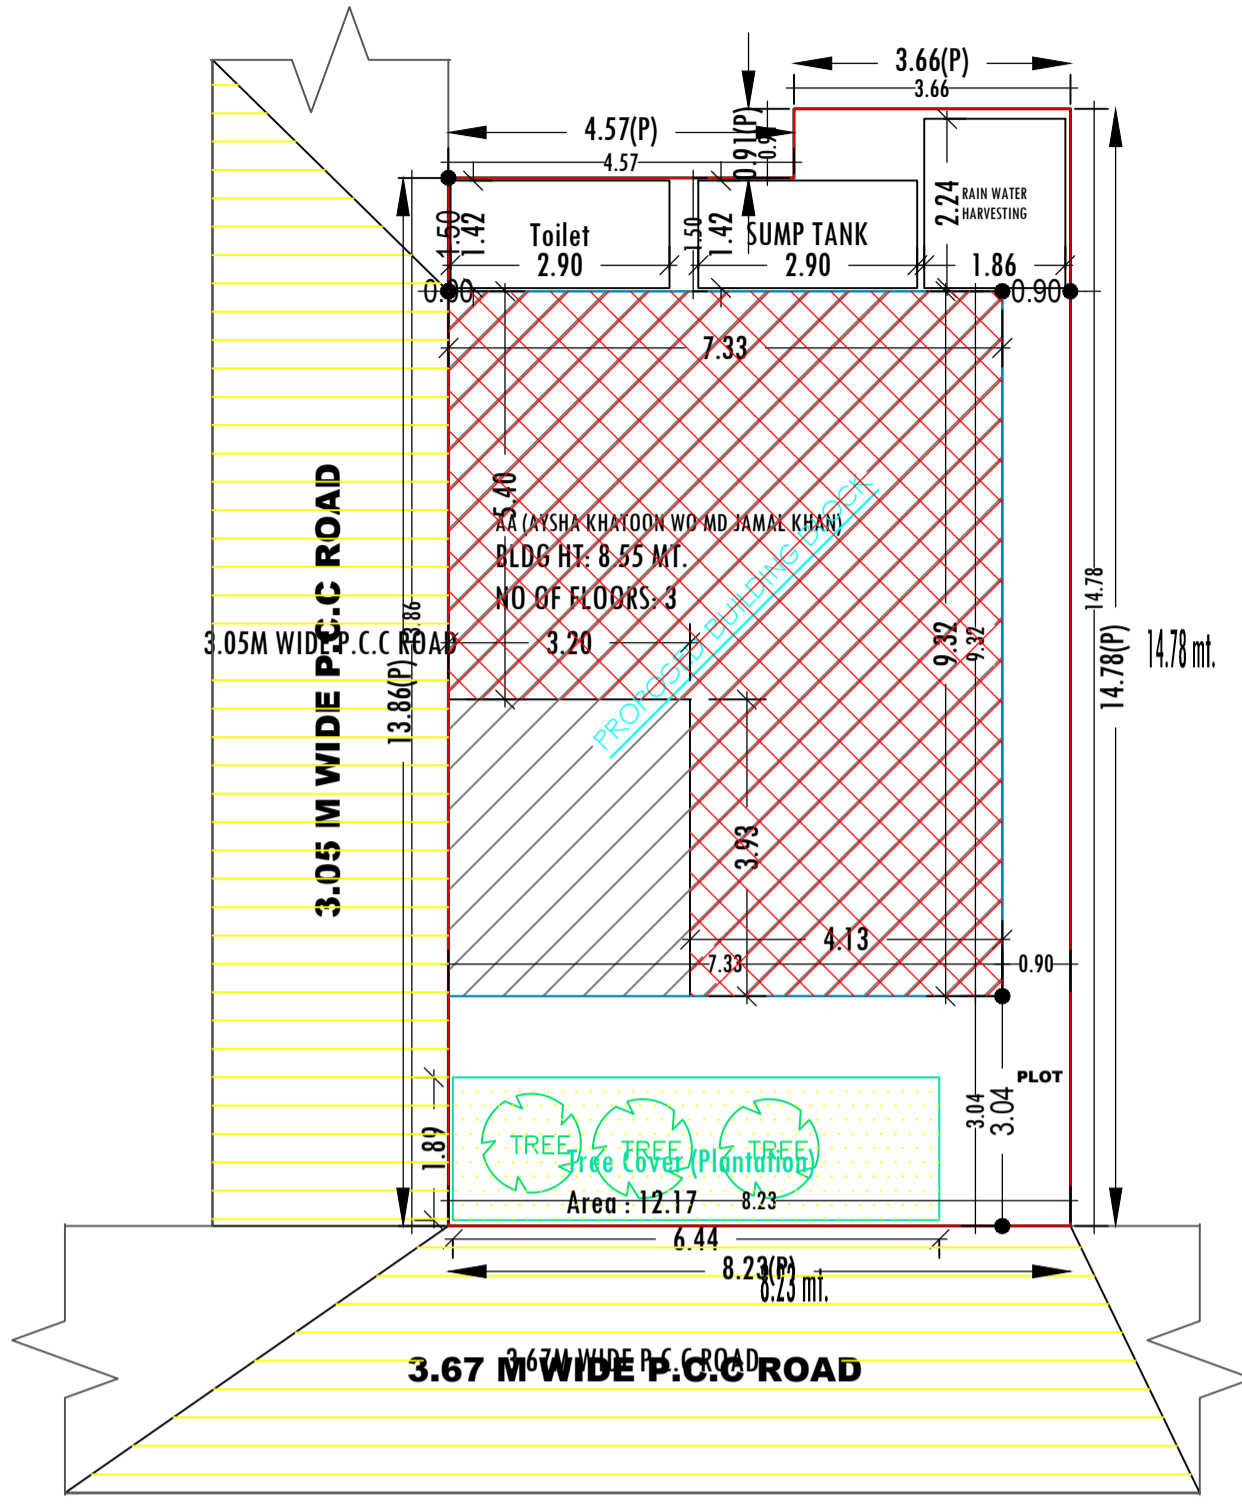 3.66(P)
3.66
4.57(P)
4.57
0.91(P)
0.91
1.50
1.42
Toilet
2.90
1.50
1.42
SUMP TANK
2.90
2.24
RAIN WATER
HARVESTING
1.86
0.90
7.33
5.40
AA (AYSHA KHATOON WO MD JAMAL KHAN)
BLDG HT: 8.55 MT.
NO OF FLOORS: 3
PROPOSED BUILDING BLOCK
3.05 M WIDE P.C.C ROAD
3.05M WIDE P.C.C ROAD
13.86(P)
13.86
3.20
9.32
9.32
14.78
14.78(P)
14.78 mt.
3.93
4.13
7.33
0.90
PLOT
3.04
3.04
1.89
TREE
TREE
TREE
Tree Cover (Plantation)
Area : 12.17
8.23
6.44
8.23(P)
8.23 mt.
3.67M WIDE P.C.C ROAD
3.67 M WIDE P.C.C ROAD